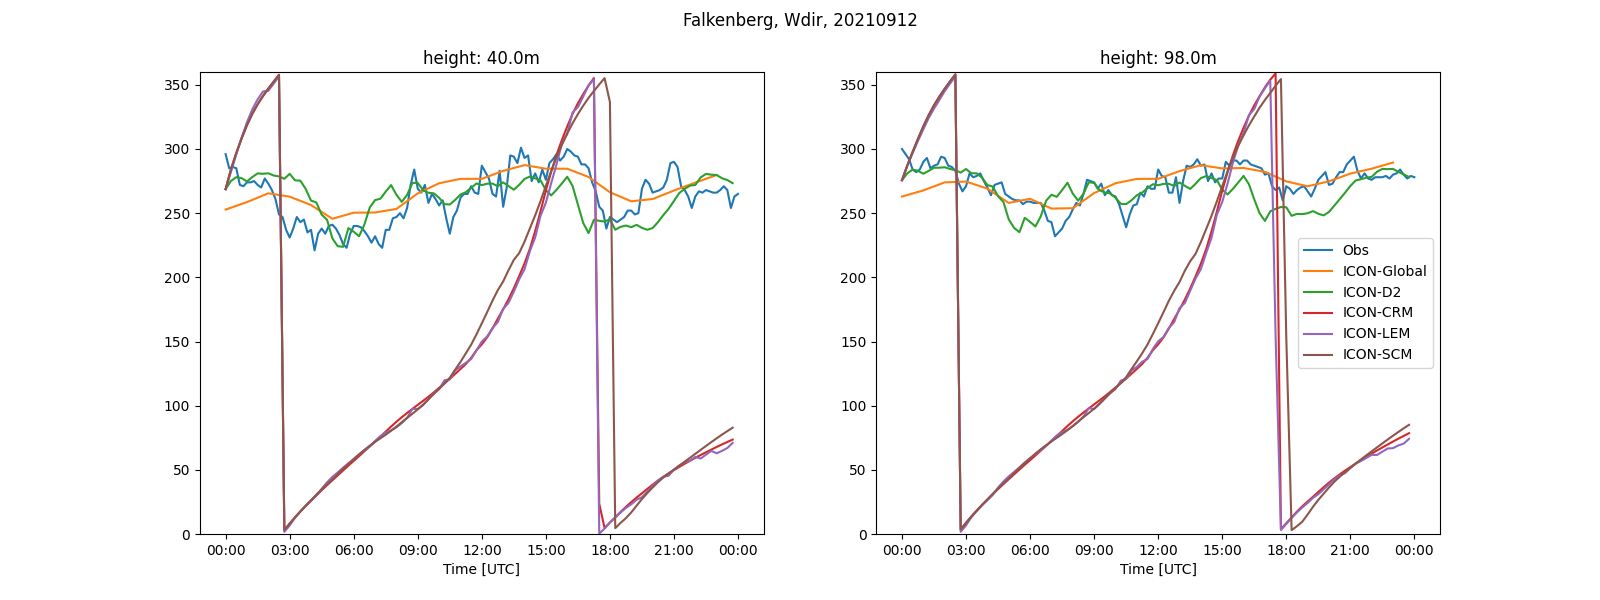 Falkenberg, Wdir, 20210912
height: 40.0m
350
300
250
200
150
100
50
0
00:00 03:00 06:00 09:00 12:00 15:00 18:00 21:00 00:00
Time [UTC]
height: 98.0m
350
300
250
200
150
100
50
0
00:00 03:00 06:00 09:00 12:00 15:00 18:00 21:00 00:00
Time [UTC]
Obs
ICON-Global
ICON-D2
ICON-CRM
ICON-LEM
ICON-SCM